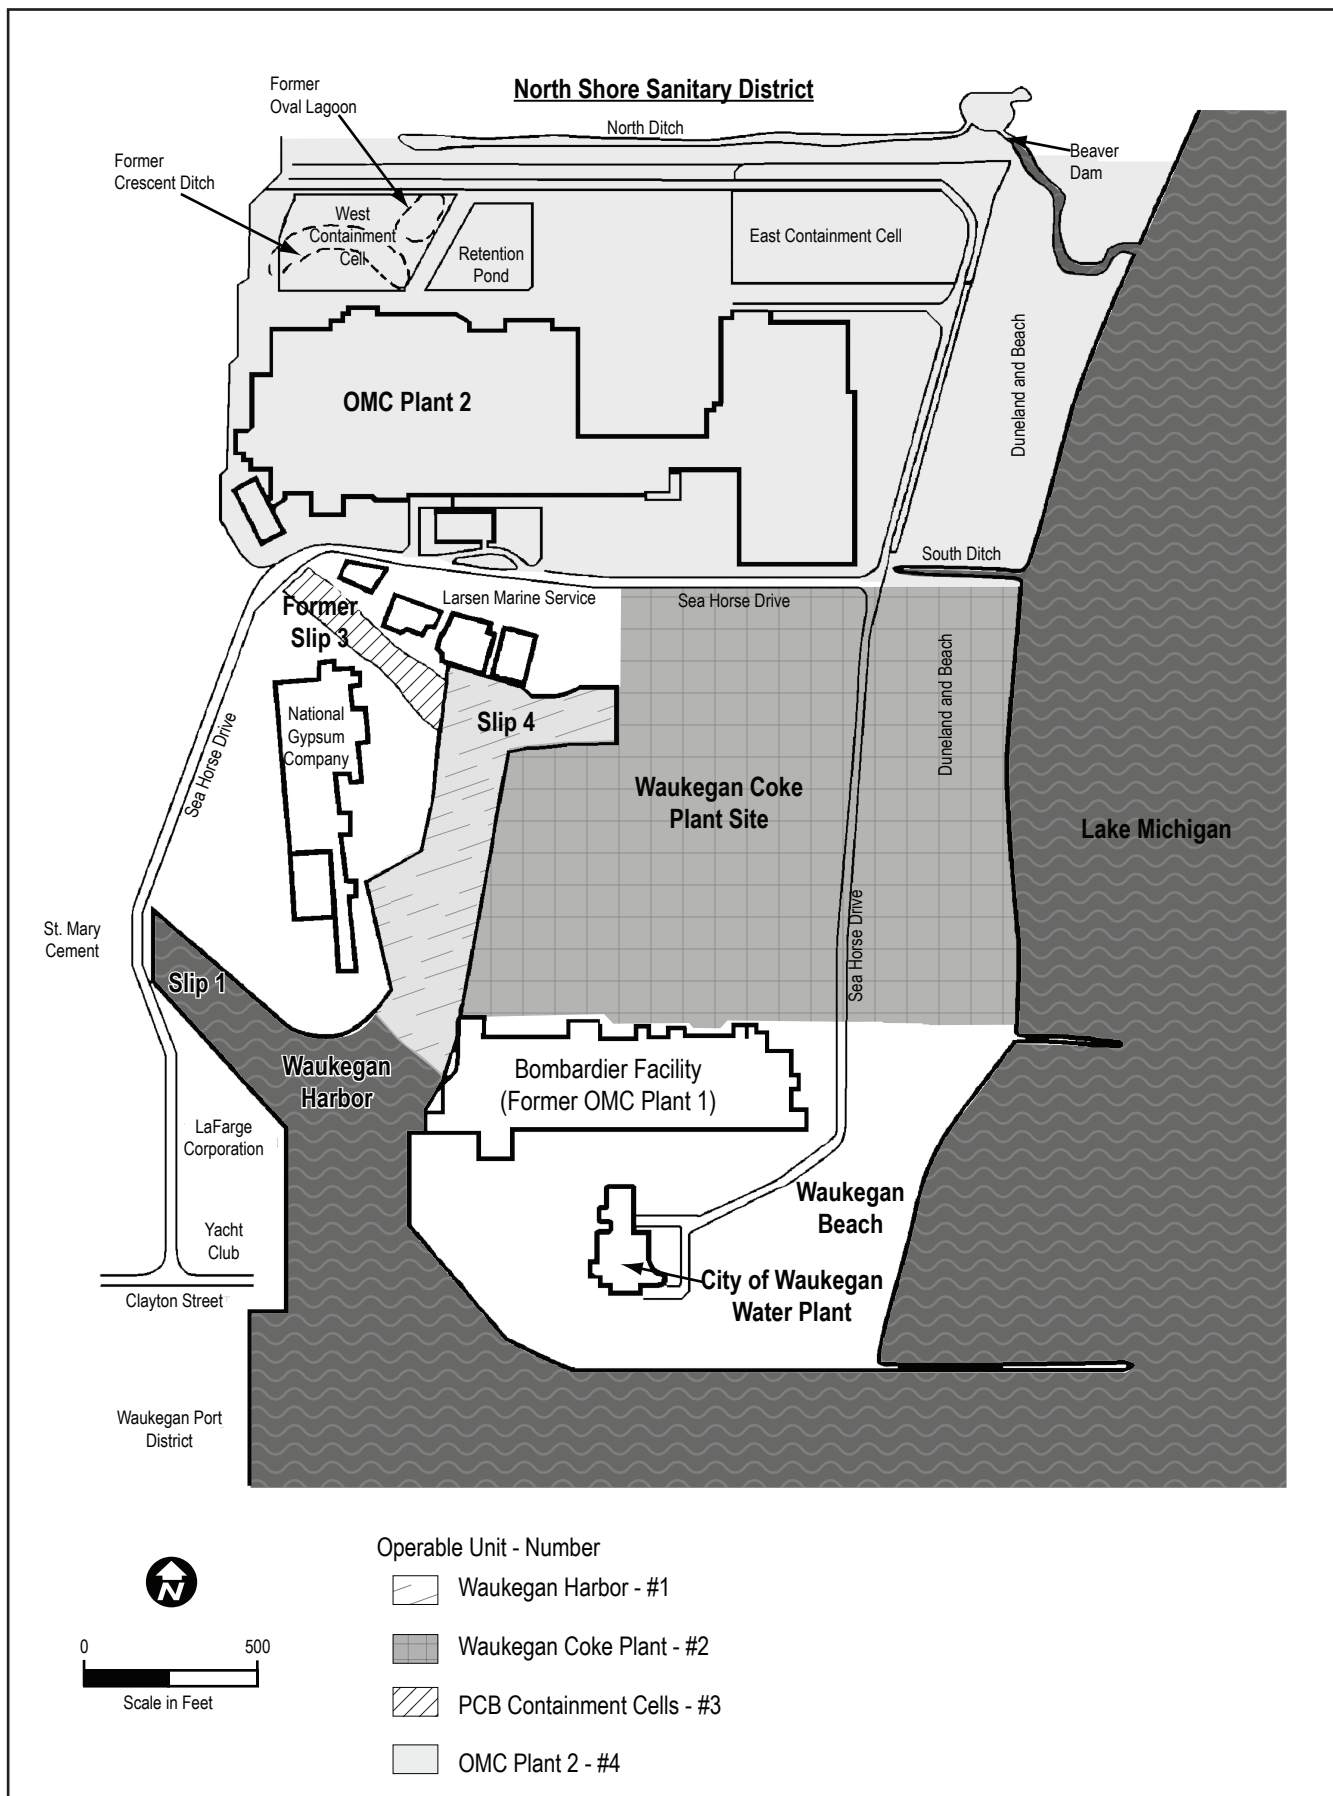 North Shore Sanitary District
Former
Oval Lagoon
North Ditch
Beaver
Dam
Former
Crescent Ditch
West
Containment
Cell
Retention
Pond
East Containment Cell
Duneland and Beach
OMC Plant 2
South Ditch
Larsen Marine Service
Sea Horse Drive
Former
Slip 3
Duneland and Beach
National
Gypsum
Company
Slip 4
Sea Horse Drive
Waukegan Coke
Plant Site
Lake Michigan
St. Mary
Cement
Slip 1
Sea Horse Drive
Waukegan
Harbor
Bombardier Facility
(Former OMC Plant 1)
LaFarge
Corporation
Waukegan
Beach
Yacht
Club
City of Waukegan
Water Plant
Clayton Street
Waukegan Port
District
Operable Unit - Number
Waukegan Harbor - #1
Waukegan Coke Plant - #2
PCB Containment Cells - #3
OMC Plant 2 - #4
N
0 500
Scale in Feet